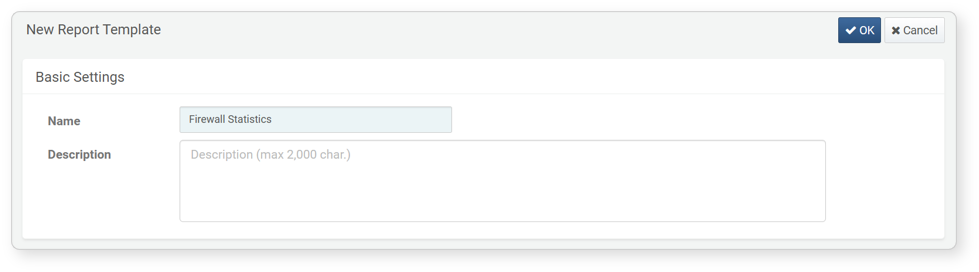 New Report Template
OK
Cancel
Basic Settings
Name
Firewall Statistics
Description
Description (max 2,000 char.)